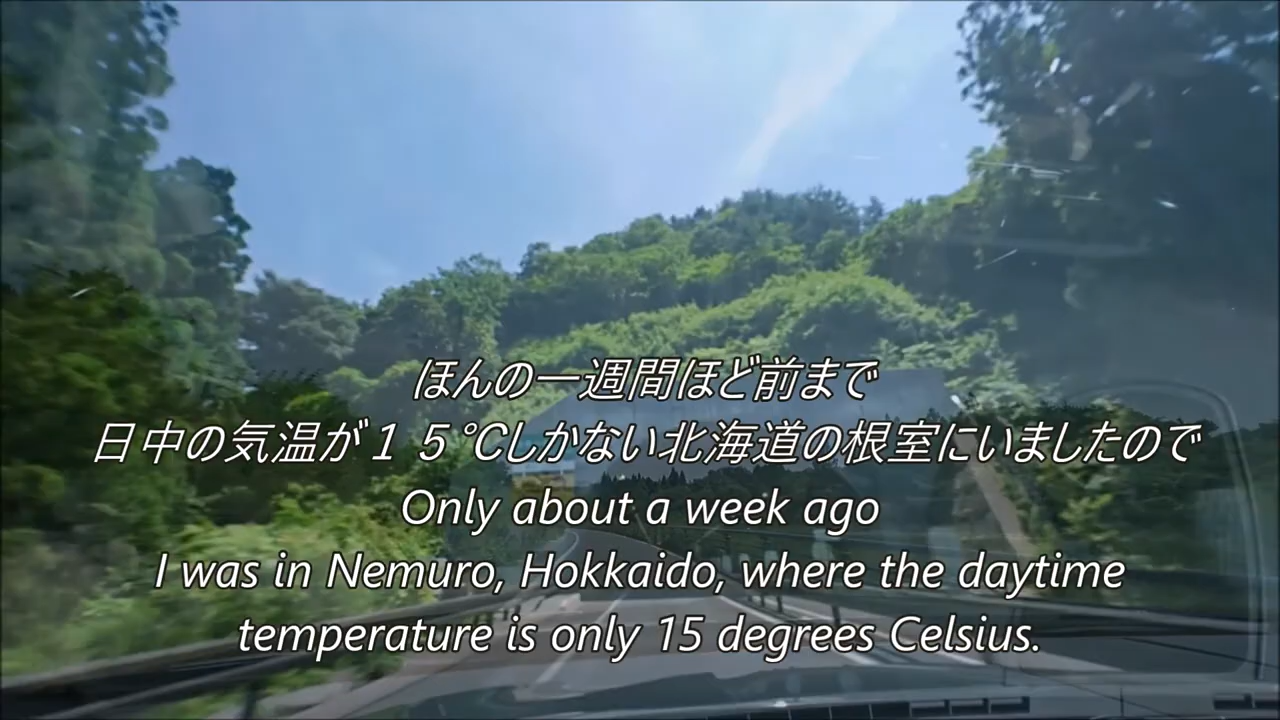 ほんの一週間ほど前まで
日中の気温が１５℃しかない北海道の根室にいましたので
Only about a week ago
I was in Nemuro, Hokkaido, where the daytime
temperature is only 15 degrees Celsius.